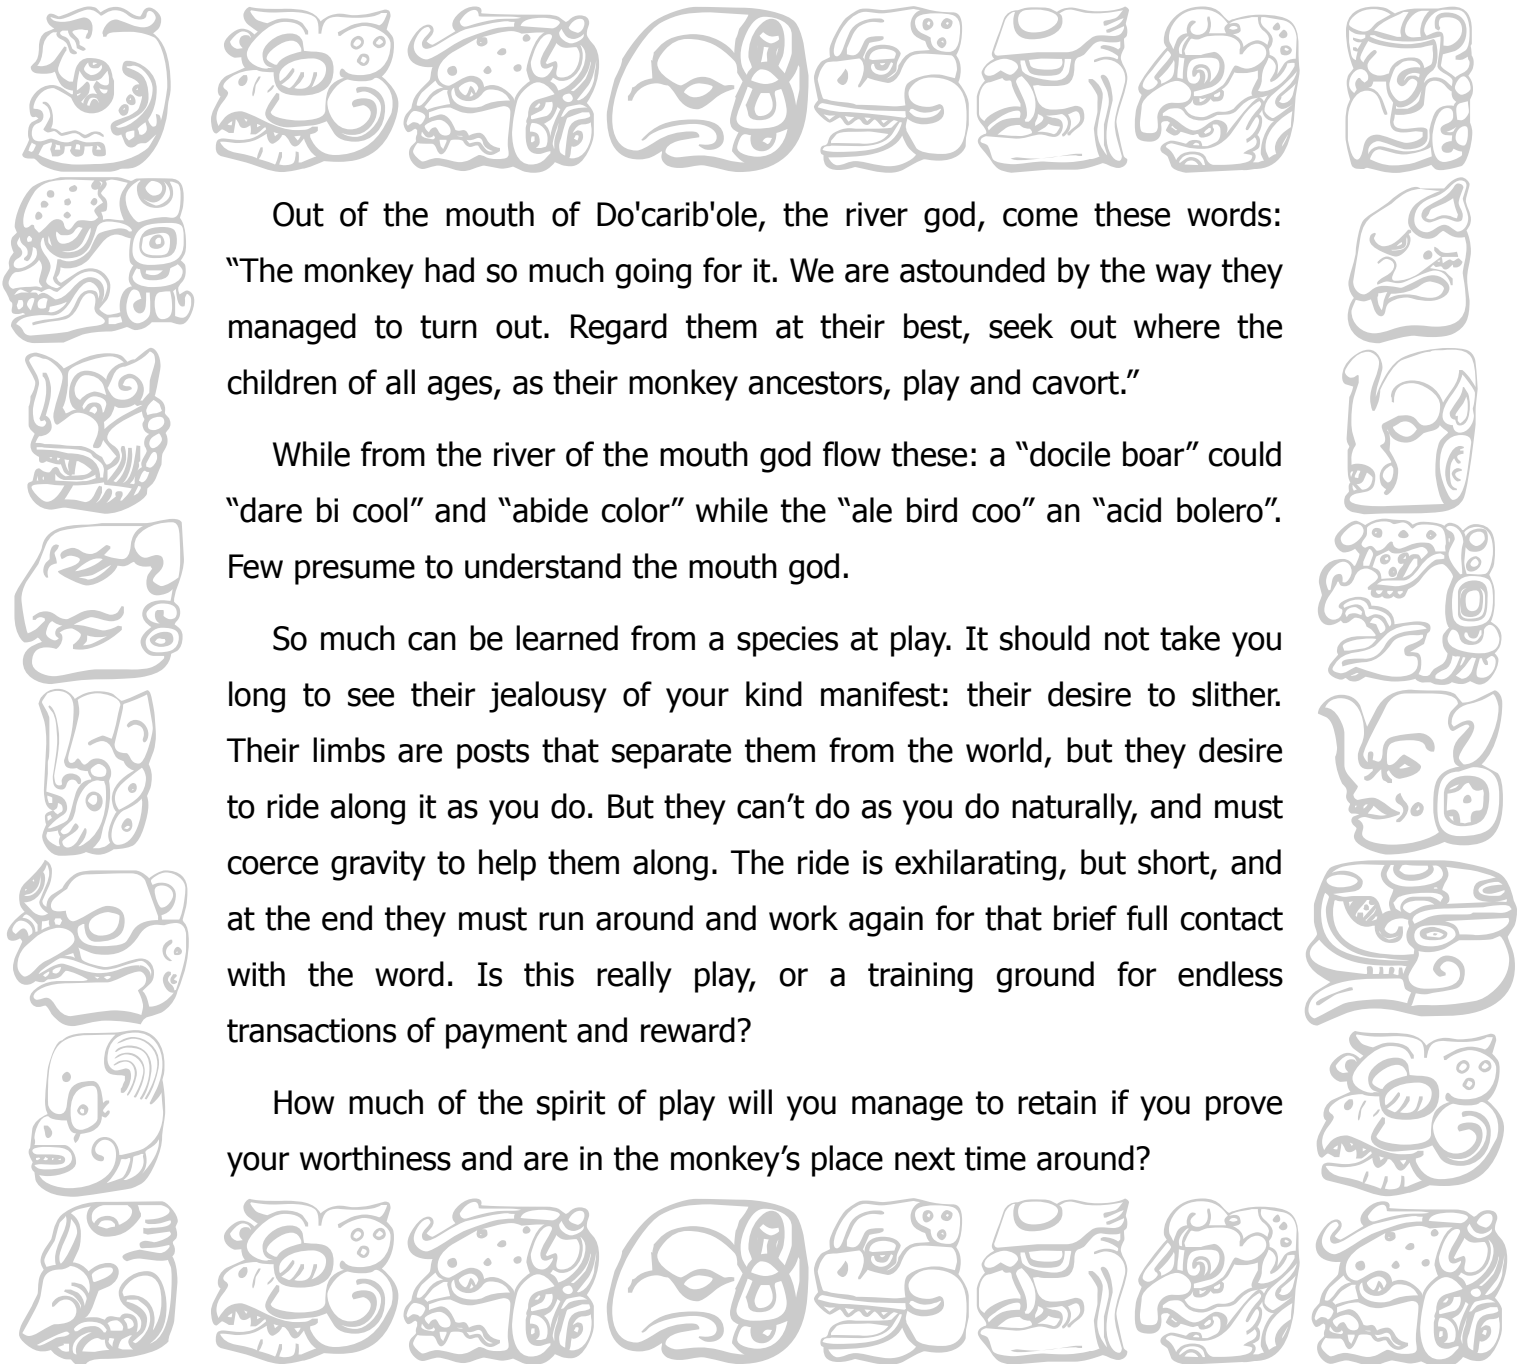 Out of the mouth of Do'carib'ole, the river god, come these words:
“The monkey had so much going for it. We are astounded by the way they
managed to turn out. Regard them at their best, seek out where the
children of all ages, as their monkey ancestors, play and cavort.”
While from the river of the mouth god flow these: a “docile boar” could
“dare bi cool” and “abide color” while the “ale bird coo” an “acid bolero”.
Few presume to understand the mouth god.
So much can be learned from a species at play. It should not take you
long to see their jealousy of your kind manifest: their desire to slither.
Their limbs are posts that separate them from the world, but they desire
to ride along it as you do. But they can’t do as you do naturally, and must
coerce gravity to help them along. The ride is exhilarating, but short, and
at the end they must run around and work again for that brief full contact
with the word. Is this really play, or a training ground for endless
transactions of payment and reward?
How much of the spirit of play will you manage to retain if you prove
your worthiness and are in the monkey’s place next time around?